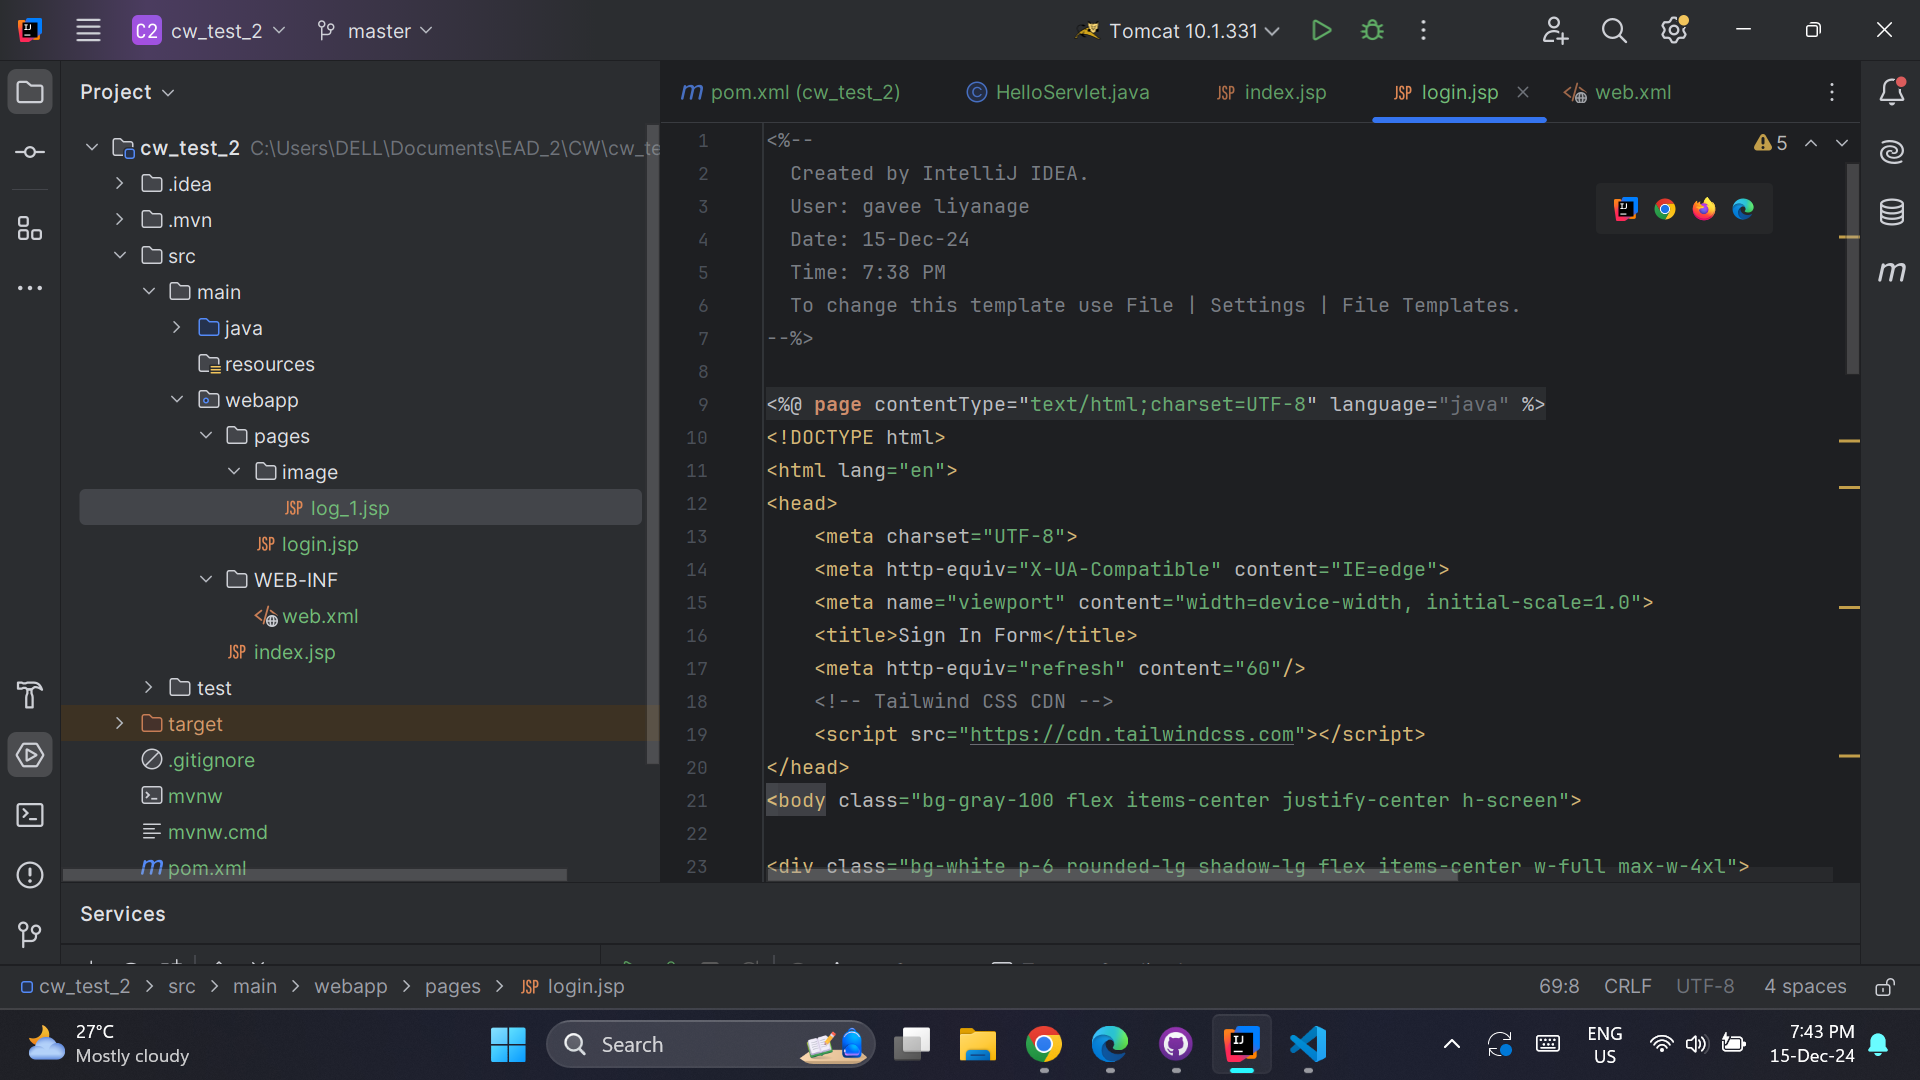 C2 cw_test_2 master Tomcat 10.1.331
Project
pom.xml (cw_test_2) HelloServlet.java index.jsp login.jsp web.xml
cw_test_2 C:\Users\DELL\Documents\EAD_2\CW\cw_te
.idea
.mvn
src
main
java
resources
webapp
pages
image
JSP log_1.jsp
JSP login.jsp
WEB-INF
web.xml
JSP index.jsp
test
target
.gitignore
mvnw
mvnw.cmd
m pom.xml
5
1 <%--
2 Created by IntelliJ IDEA.
3 User: gavee liyanage
4 Date: 15-Dec-24
5 Time: 7:38 PM
6 To change this template use File | Settings | File Templates.
7 --%>
8
9 <%@ page contentType="text/html;charset=UTF-8" language="java" %>
10 <!DOCTYPE html>
11 <html lang="en">
12 <head>
13 <meta charset="UTF-8">
14 <meta http-equiv="X-UA-Compatible" content="IE=edge">
15 <meta name="viewport" content="width=device-width, initial-scale=1.0">
16 <title>Sign In Form</title>
17 <meta http-equiv="refresh" content="60"/>
18 <!-- Tailwind CSS CDN -->
19 <script src="https://cdn.tailwindcss.com"></script>
20 </head>
21 <body class="bg-gray-100 flex items-center justify-center h-screen">
22
23 <div class="bg-white p-6 rounded-lg shadow-lg flex items-center w-full max-w-4xl">
Services
cw_test_2 > src > main > webapp > pages > JSP login.jsp
69:8 CRLF UTF-8 4 spaces
27°C
Mostly cloudy
Search
ENG
US
7:43 PM
15-Dec-24